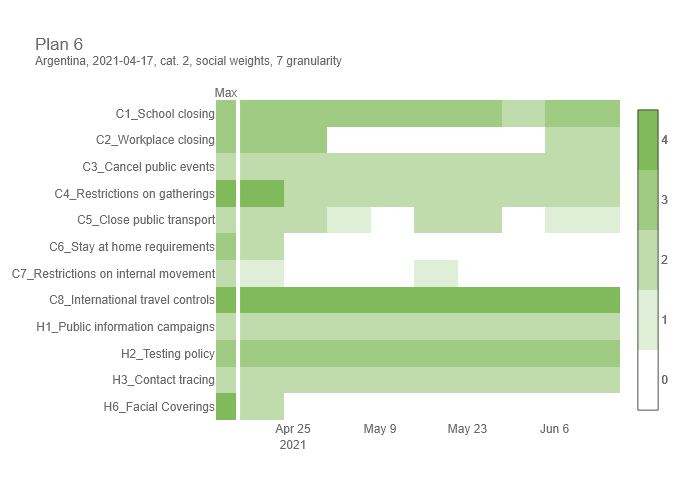 Plan 6
Argentina, 2021-04-17, cat. 2, social weights, 7 granularity
Max
C1_School closing
C2_Workplace closing
C3_Cancel public events
C4_Restrictions on gatherings
C5_Close public transport
C6_Stay at home requirements
C7_Restrictions on internal movement
C8_International travel controls
H1_Public information campaigns
H2_Testing policy
H3_Contact tracing
H6_Facial Coverings
4
3
2
1
0
Apr 25 May 9 May 23 Jun 6
2021